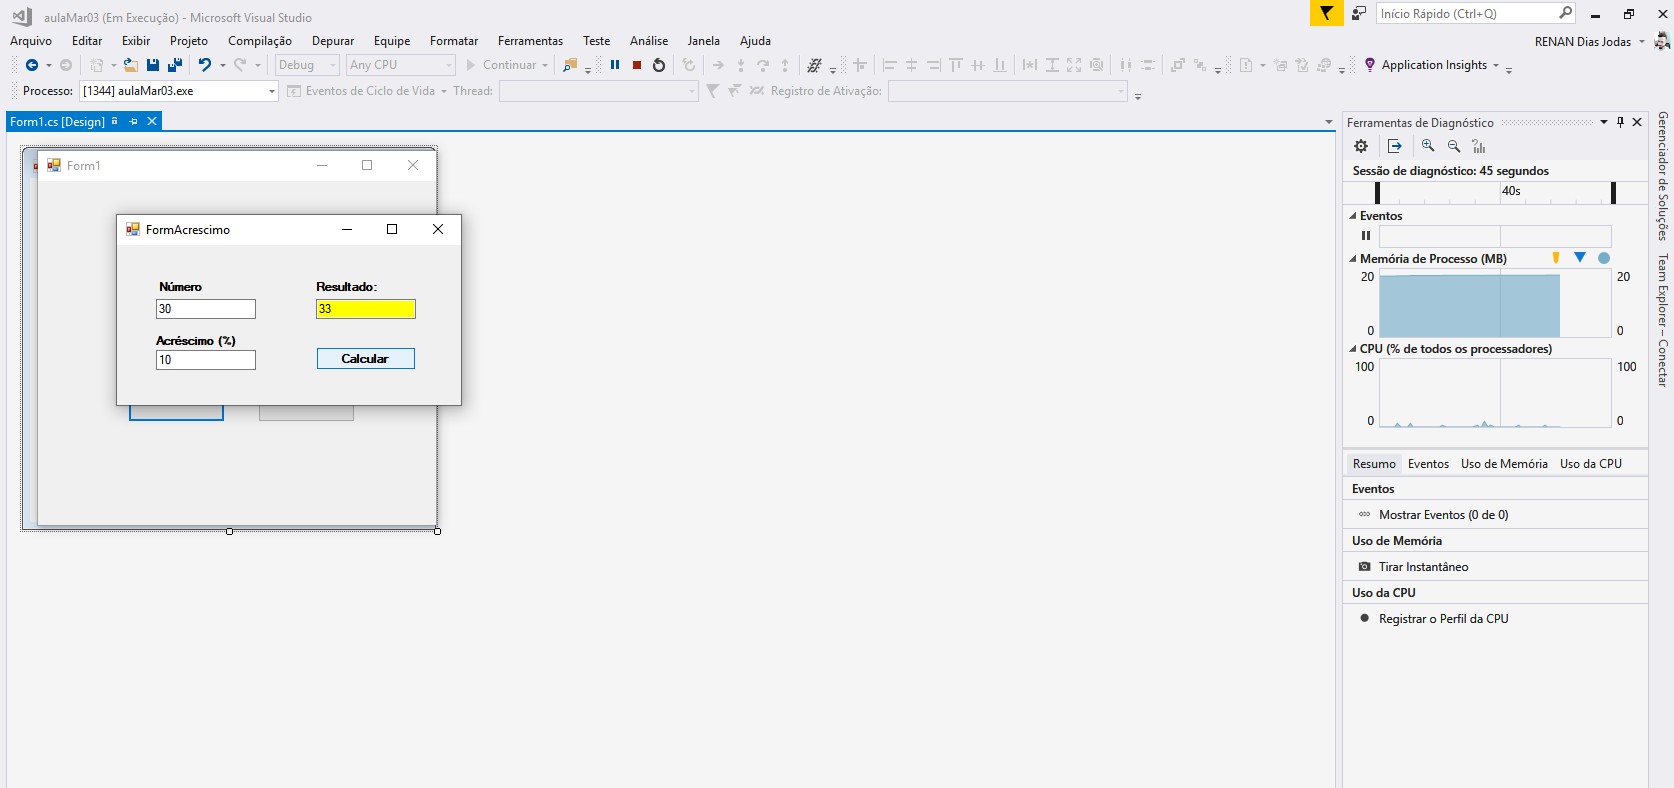 aulaMar03 (Em Execução) - Microsoft Visual Studio
Início Rápido (Ctrl+Q)
Arquivo Editar Exibir Projeto Compilação Depurar Equipe Formatar Ferramentas Teste Análise Janela Ajuda
RENAN Dias Jodas
Debug Any CPU Continuar Application Insights
Processo: [1344] aulaMar03.exe Eventos de Ciclo de Vida Thread: Registro de Ativação:
Form1.cs [Design]
Form1
FormAcrescimo
Número Resultado:
30 33
Acréscimo (%)
10 Calcular
Ferramentas de Diagnóstico
Sessão de diagnóstico: 45 segundos
40s
Eventos
Memória de Processo (MB)
20 20
0 0
CPU (% de todos os processadores)
100 100
0 0
Resumo Eventos Uso de Memória Uso da CPU
Eventos
Mostrar Eventos (0 de 0)
Uso de Memória
Tirar Instantâneo
Uso da CPU
Registrar o Perfil da CPU
Gerenciador de Soluções
Team Explorer – Conectar